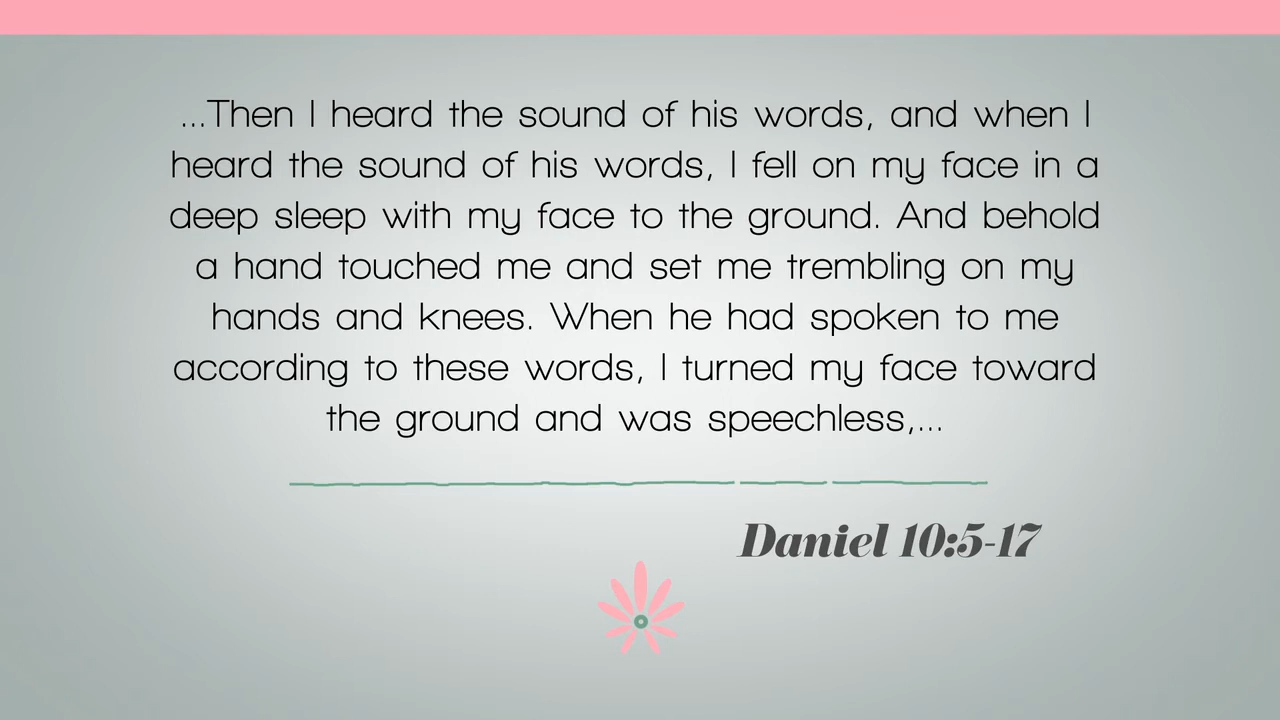 ...Then I heard the sound of his words, and when I
heard the sound of his words, I fell on my face in a
deep sleep with my face to the ground. And behold
a hand touched me and set me trembling on my
hands and knees. When he had spoken to me
according to these words, I turned my face toward
the ground and was speechless,...
Daniel 10:5-17